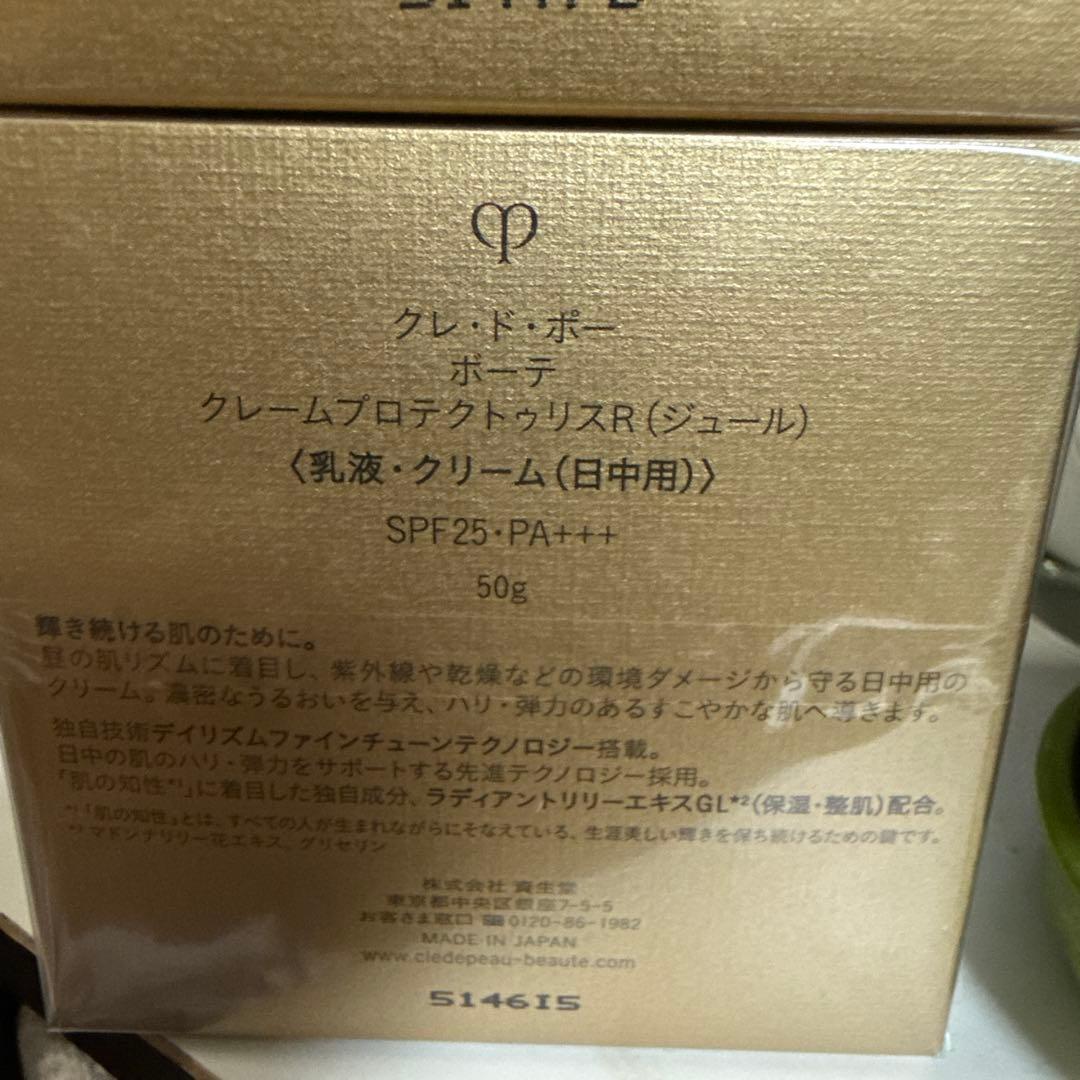 クレ・ド・ポー
ボーテ
クレームプロテクトゥリスR(ジュール)
〈乳液・クリーム(日中用)〉
SPF25・PA+++
50g
輝き続ける肌のために。
昼の肌リズムに着目し、紫外線や乾燥などの環境ダメージから守る日中用の
クリーム。濃密なうるおいを与え、ハリ・弾力のあるすこやかな肌へ導きます。
独自技術デイリズムファインチューンテクノロジー搭載。
日中の肌のハリ・弾力をサポートする先進テクノロジー採用。
「肌の知性*¹」に着目した独自成分、ラディアントリリーエキスGL*²(保湿・整肌)配合。
*¹「肌の知性」とは、すべての人が生まれながらにそなえている、生涯美しい輝きを保ち続けるための鍵です。
*² マドンナリリー花エキス、グリセリン
株式会社 資生堂
東京都中央区銀座7-5-5
お客さま窓口 0120-86-1982
MADE IN JAPAN
www.cledepeau-beaute.com
5146I5